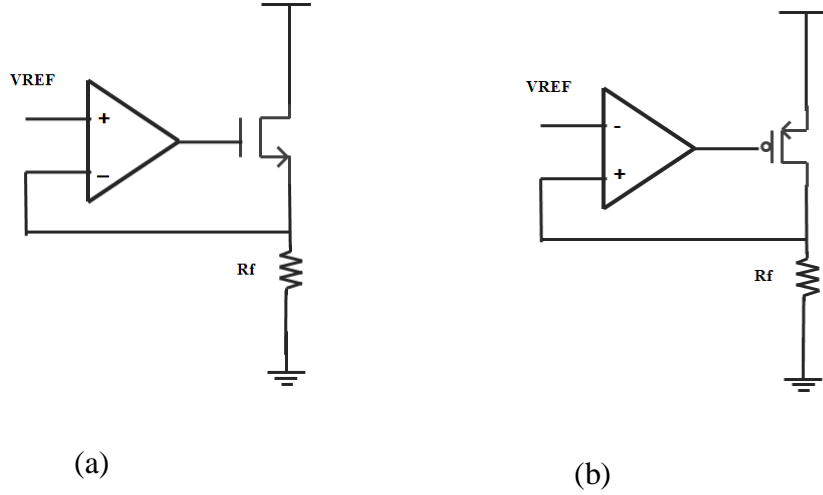 VREF
+
–
Rf
(a)
VREF
-
+
Rf
(b)